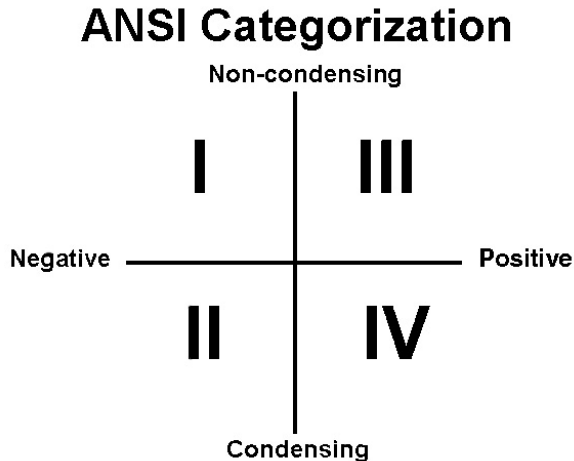 ANSI Categorization
Non-condensing
I
III
Negative
Positive
II
IV
Condensing